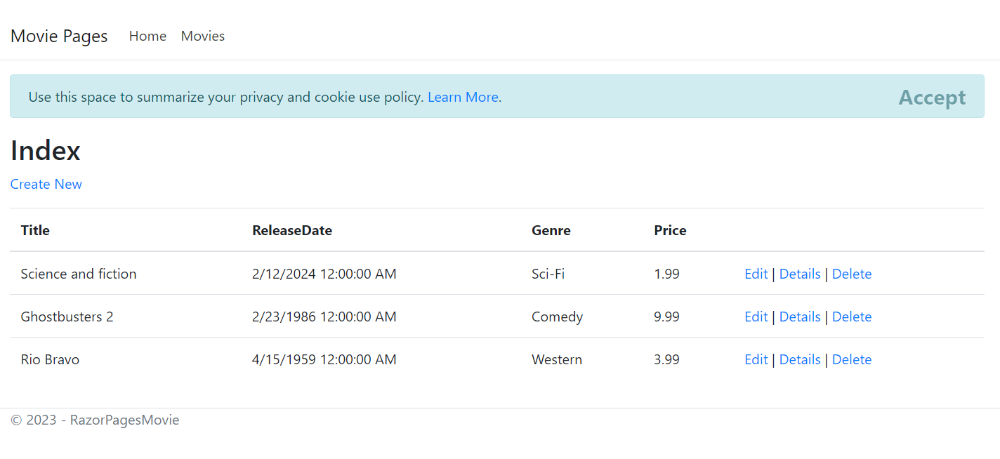 Movie Pages Home Movies
Use this space to summarize your privacy and cookie use policy. Learn More. Accept
Index
Create New
Title ReleaseDate Genre Price
Science and fiction 2/12/2024 12:00:00 AM Sci-Fi 1.99 Edit | Details | Delete
Ghostbusters 2 2/23/1986 12:00:00 AM Comedy 9.99 Edit | Details | Delete
Rio Bravo 4/15/1959 12:00:00 AM Western 3.99 Edit | Details | Delete
© 2023 - RazorPagesMovie